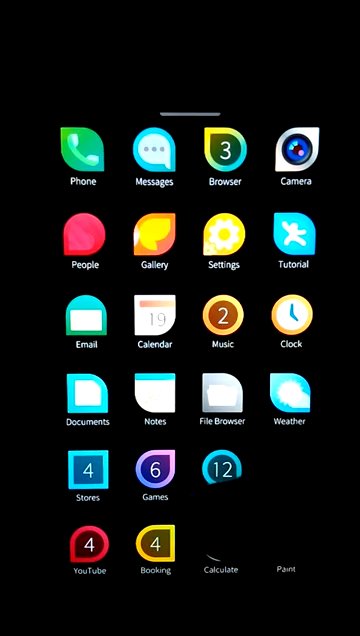 3
Phone Messages Browser Camera
People Gallery Settings Tutorial
19 2
Email Calendar Music Clock
Documents Notes File Browser Weather
4 6 12
Stores Games
4 4
YouTube Booking Calculate Paint